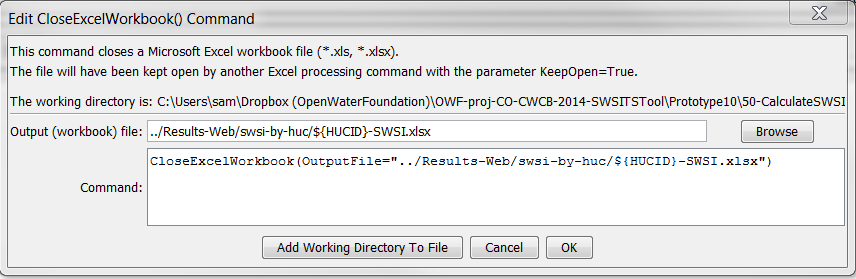 Edit CloseExcelWorkbook() Command
This command closes a Microsoft Excel workbook file (*.xls, *.xlsx).
The file will have been kept open by another Excel processing command with the parameter KeepOpen=True.
The working directory is: C:\Users\sam\Dropbox (OpenWaterFoundation)\OWF-proj-CO-CWCB-2014-SWSITSTool\Prototype10\50-CalculateSWSI
Output (workbook) file: ../Results-Web/swsi-by-huc/${HUCID}-SWSI.xlsx Browse
CloseExcelWorkbook(OutputFile="../Results-Web/swsi-by-huc/${HUCID}-SWSI.xlsx")
Command:
Add Working Directory To File Cancel OK